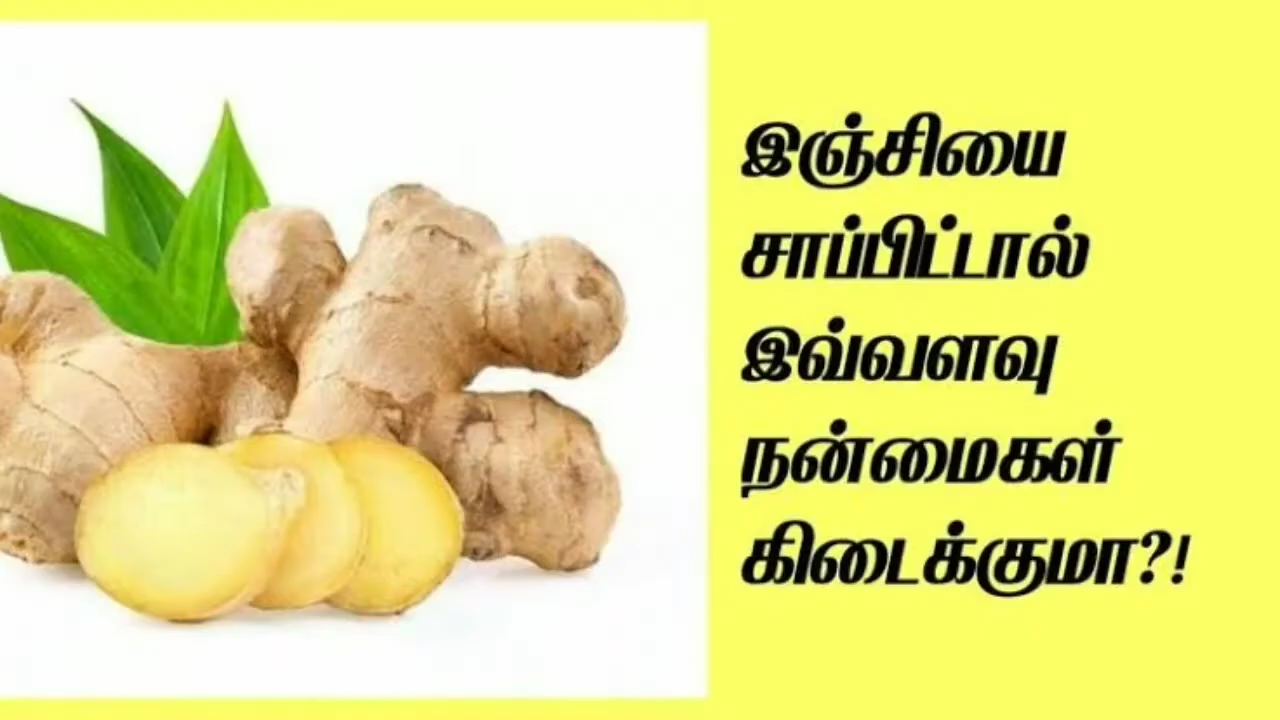 இஞ்சியை
சாப்பிட்டால்
இவ்வளவு
நன்மைகள்
கிடைக்குமா?!